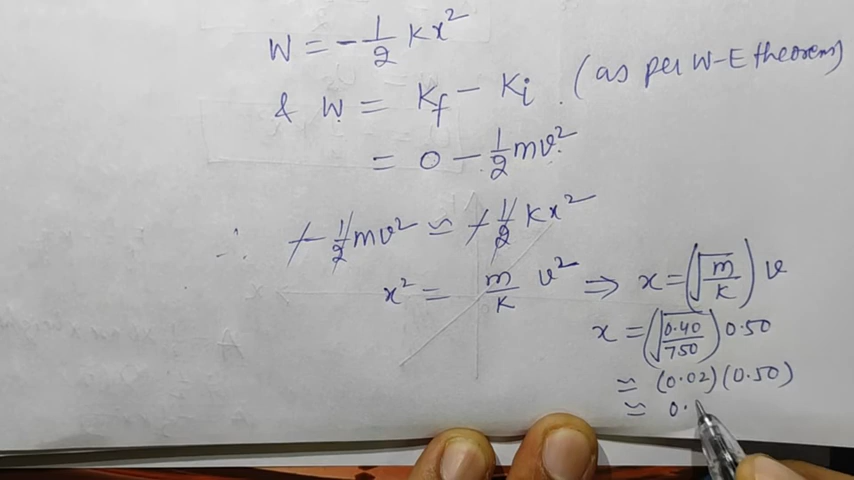 W = -1/2 Kx²
& W = K_f - K_i . (as per W-E theorem)
= 0 - 1/2 mv²
∴ -1/2 mv² ≃ -1/2 Kx²
x² = m/K v² ⇒ x = (√m/K) v
x = (√0.40/750) 0.50
≃ (0.02)(0.50)
≃ 0.